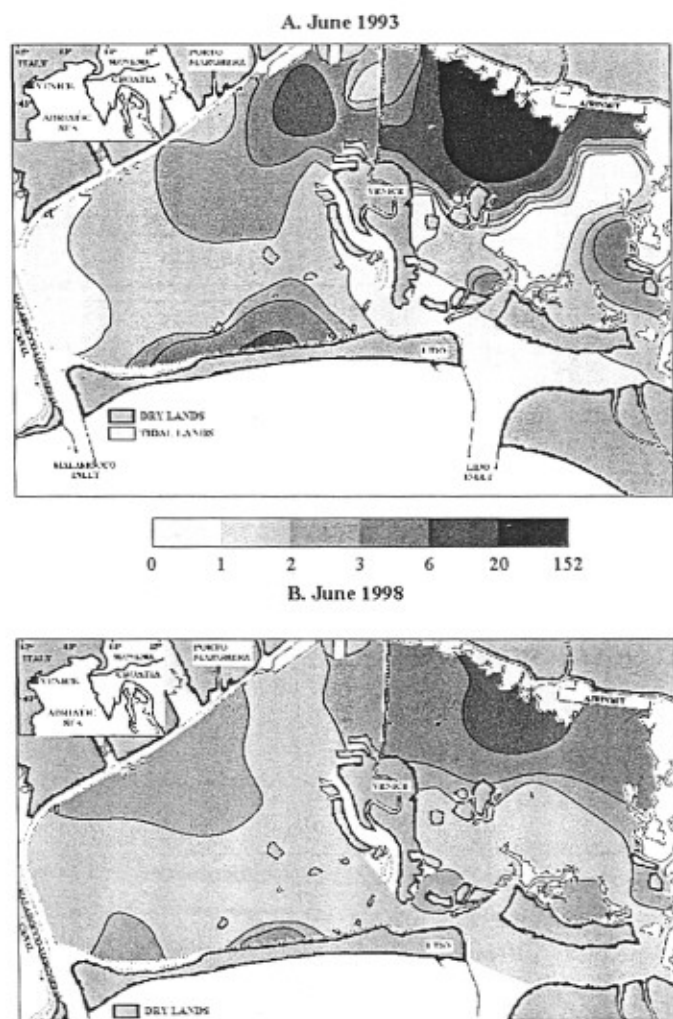 A. June 1993
ITALY
CROATIA
VENICE
ADRIATIC
SEA
PORTO
MARGHERA
AIRPORT
VENICE
LIDO
CANAL
DRY LANDS
TIDAL LANDS
MALAMOCCO
INLET
LIDO
INLET
0 1 2 3 6 20 152
B. June 1998
ITALY
CROATIA
VENICE
ADRIATIC
SEA
PORTO
MARGHERA
AIRPORT
VENICE
LIDO
CANAL
DRY LANDS